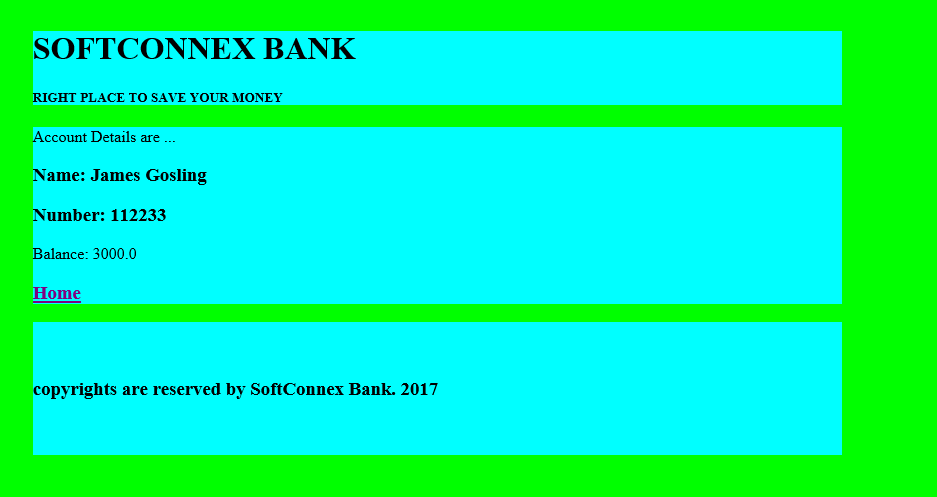 SOFTCONNEX BANK
RIGHT PLACE TO SAVE YOUR MONEY
Account Details are ...
Name: James Gosling
Number: 112233
Balance: 3000.0
Home
copyrights are reserved by SoftConnex Bank. 2017